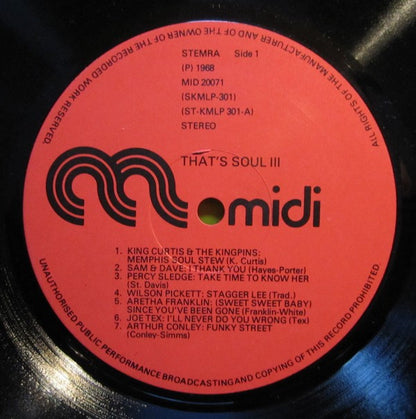 ALL RIGHTS OF THE MANUFACTURER AND OF THE OWNER OF THE RECORDED WORK RESERVED.
STEMRA Side 1
(P) 1968
MID 20071
(SKMLP-301)
(ST-KMLP 301-A)
STEREO
THAT'S SOUL III
midi
1. KING CURTIS & THE KINGPINS:
MEMPHIS SOUL STEW (K. Curtis)
2. SAM & DAVE: I THANK YOU (Hayes-Porter)
3. PERCY SLEDGE: TAKE TIME TO KNOW HER
(St. Davis)
4. WILSON PICKETT: STAGGER LEE (Trad.)
5. ARETHA FRANKLIN: (SWEET SWEET BABY)
SINCE YOU'VE BEEN GONE (Franklin-White)
6. JOE TEX: I'LL NEVER DO YOU WRONG (Tex)
7. ARTHUR CONLEY: FUNKY STREET
(Conley-Simms)
UNAUTHORISED PUBLIC PERFORMANCE BROADCASTING AND COPYING OF THIS RECORD PROHIBITED.